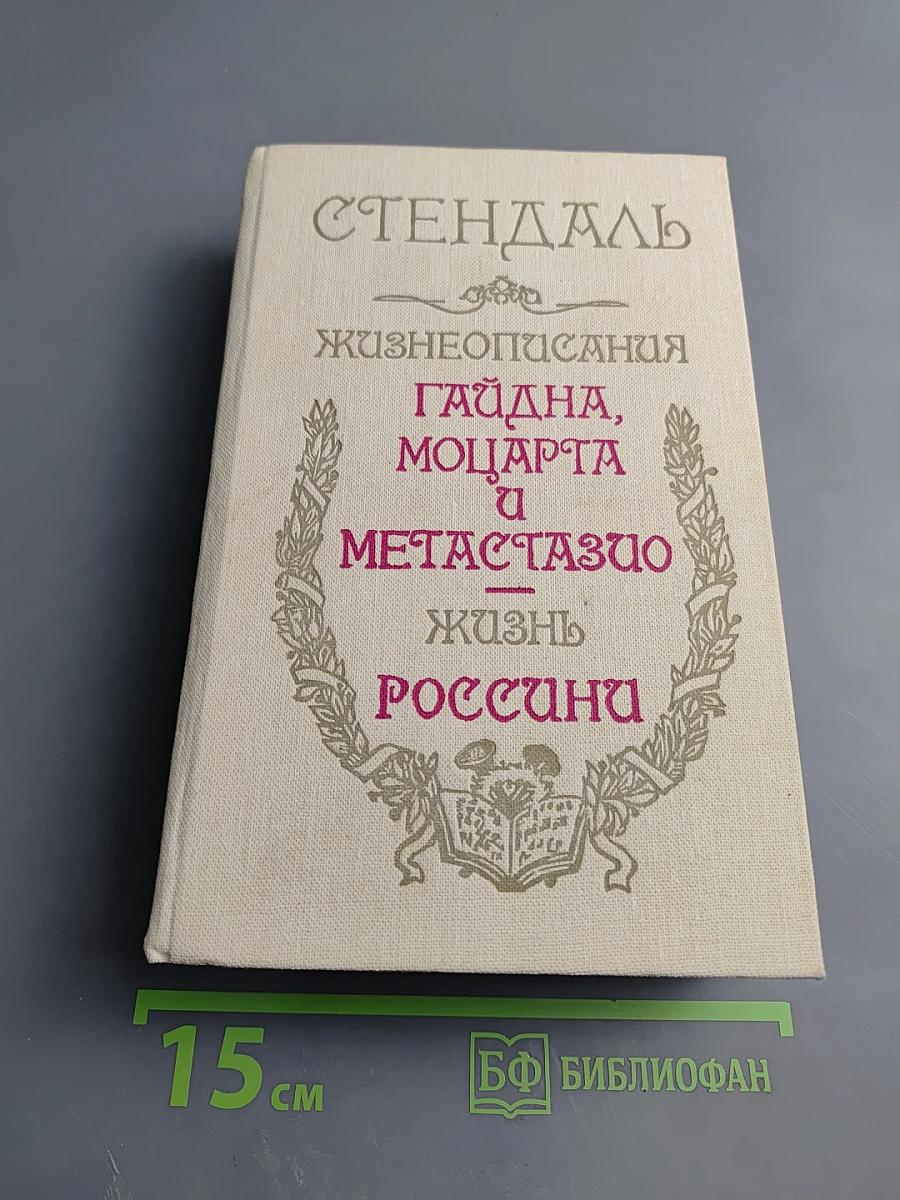 СТЕНДАЛЬ
ЖИЗНЕОПИСАНИЯ
ГАЙДНА,
МОЦАРТА
И
МЕТАСТАЗИО
—
ЖИЗНЬ
РОССИНИ
15 см
БФ БИБЛИОФАН